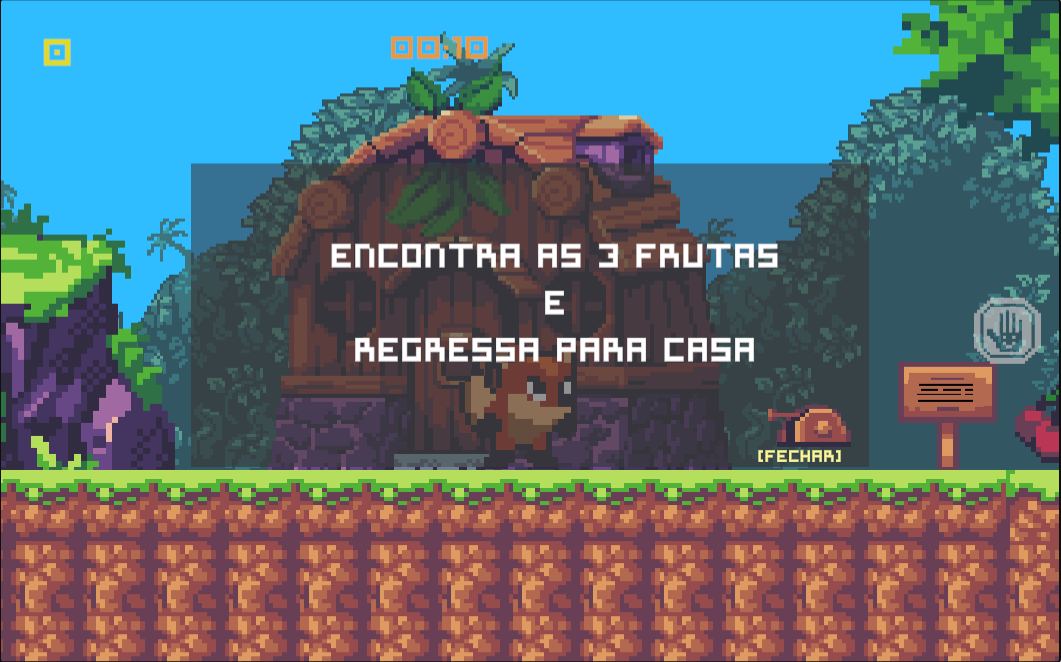 00:10
ENCONTRA AS 3 FRUTAS
E
REGRESSA PARA CASA
[FECHAR]